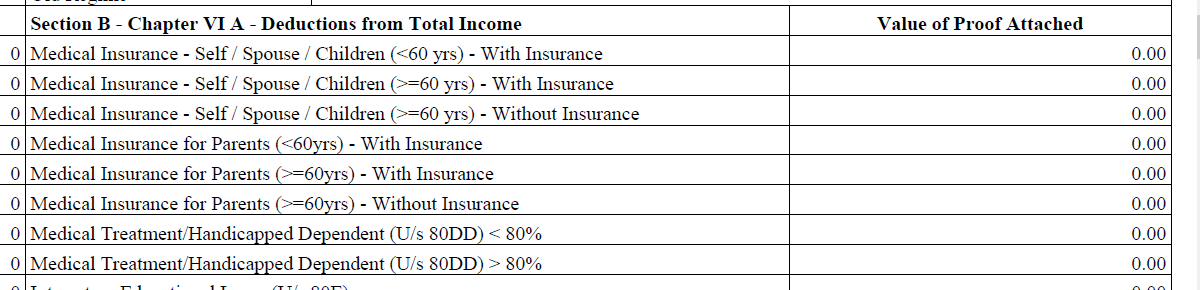 Section B - Chapter VI A - Deductions from Total Income Value of Proof Attached
0 Medical Insurance - Self / Spouse / Children (<60 yrs) - With Insurance 0.00
0 Medical Insurance - Self / Spouse / Children (>=60 yrs) - With Insurance 0.00
0 Medical Insurance - Self / Spouse / Children (>=60 yrs) - Without Insurance 0.00
0 Medical Insurance for Parents (<60yrs) - With Insurance 0.00
0 Medical Insurance for Parents (>=60yrs) - With Insurance 0.00
0 Medical Insurance for Parents (>=60yrs) - Without Insurance 0.00
0 Medical Treatment/Handicapped Dependent (U/s 80DD) < 80% 0.00
0 Medical Treatment/Handicapped Dependent (U/s 80DD) > 80% 0.00